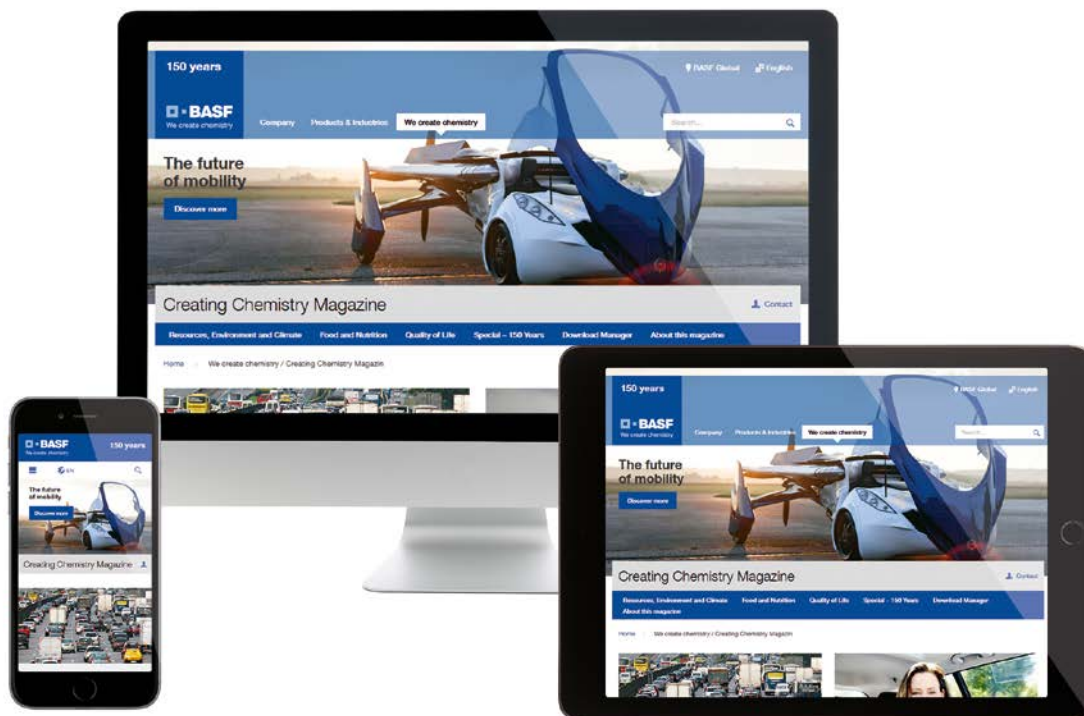 150 years
BASF Global
English
BASF
We create chemistry
Company
Products & Industries
We create chemistry
Search...
The future
of mobility
Discover more
Creating Chemistry Magazine
Contact
Resources, Environment and Climate
Food and Nutrition
Quality of Life
Special – 150 Years
Download Manager
About this magazine
Home
We create chemistry / Creating Chemistry Magazin
BASF
We create chemistry
150 years
EN
The future
of mobility
Discover more
Creating Chemistry Magazine
150 years
BASF Global
English
BASF
We create chemistry
Company
Products & Industries
We create chemistry
Search...
The future
of mobility
Discover more
Creating Chemistry Magazine
Contact
Resources, Environment and Climate
Food and Nutrition
Quality of Life
Special - 150 Years
Download Manager
About this magazine
Home
We create chemistry / Creating Chemistry Magazin